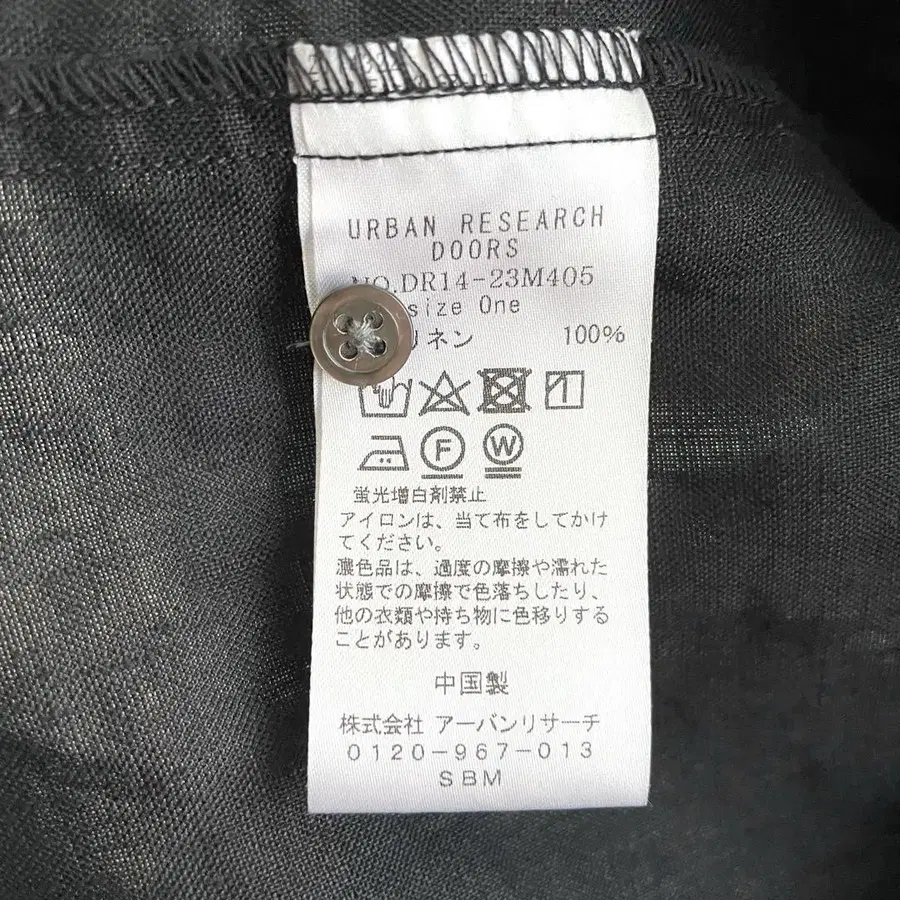 URBAN RESEARCH
DOORS
NO.DR14-23M405
size One
リネン 100%
F W
蛍光増白剤禁止
アイロンは、当て布をしてかけ
てください。
濃色品は、過度の摩擦や濡れた
状態での摩擦で色落ちしたり、
他の衣類や持ち物に色移りする
ことがあります。
中国製
株式会社 アーバンリサーチ
0120-967-013
SBM